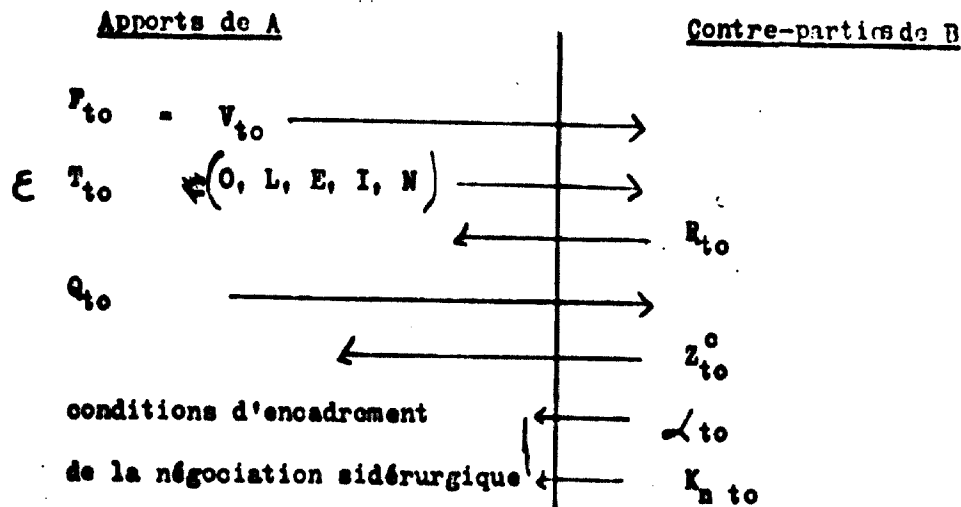 Apports de A
Contre-parties de B
F_to = V_to
ε T_to (O, L, E, I, N)
R_to
Q_to
Z^c_to
conditions d'encadrement
α_to
de la négociation sidérurgique
K_n to